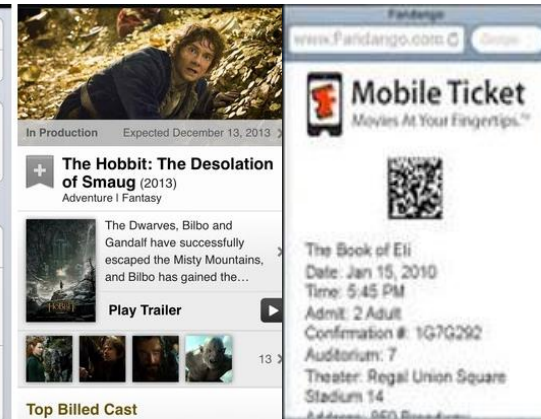 In Production Expected December 13, 2013
The Hobbit: The Desolation
of Smaug (2013)
Adventure | Fantasy
The Dwarves, Bilbo and
Gandalf have successfully
escaped the Misty Mountains,
and Bilbo has gained the...
Play Trailer
13
Top Billed Cast
Fandango
www.Fandango.com
Google
Mobile Ticket
Movies At Your Fingertips.™
The Book of Eli
Date: Jan 15, 2010
Time: 5:45 PM
Admit: 2 Adult
Confirmation #: 1G7G292
Auditorium: 7
Theater: Regal Union Square
Stadium 14